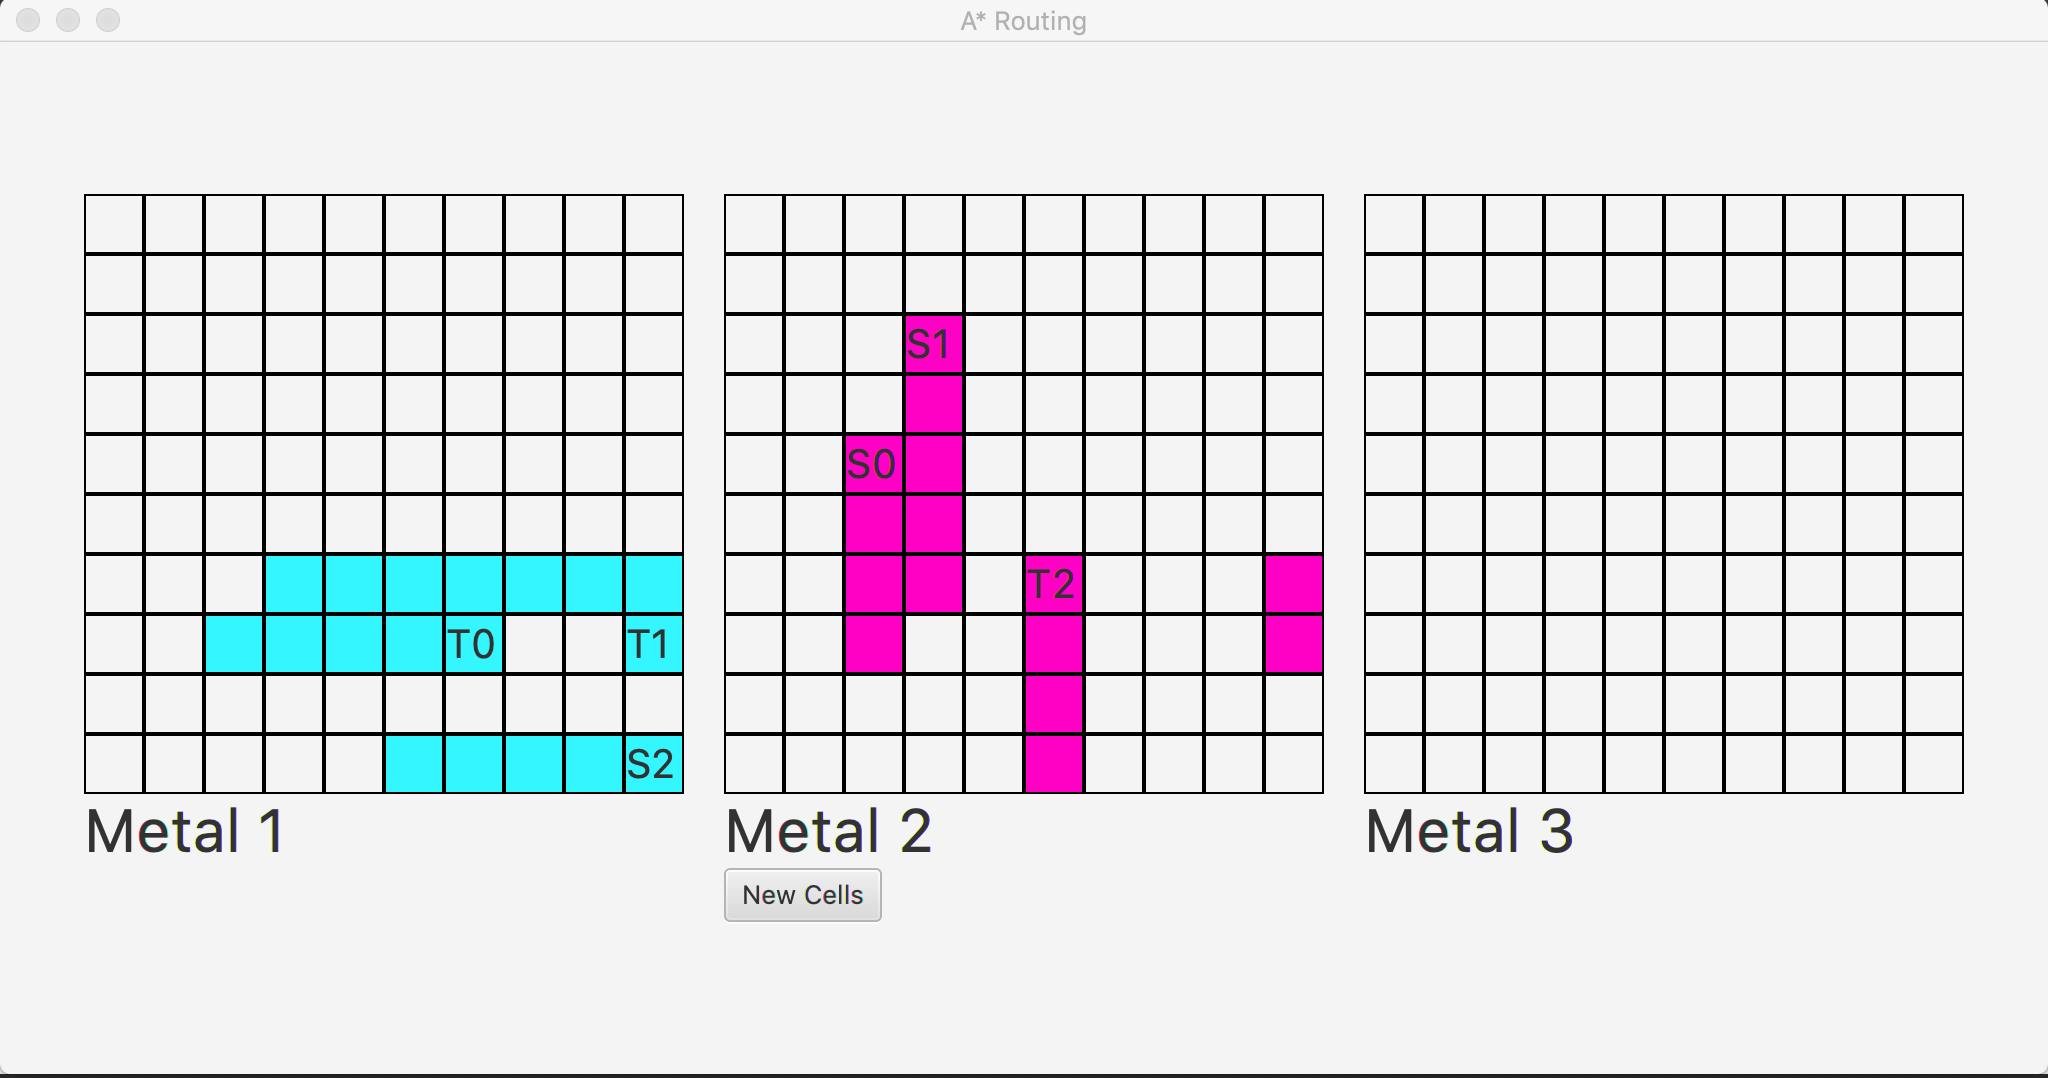 A* Routing
S1
S0
T2
T0
T1
S2
Metal 1
Metal 2
Metal 3
New Cells